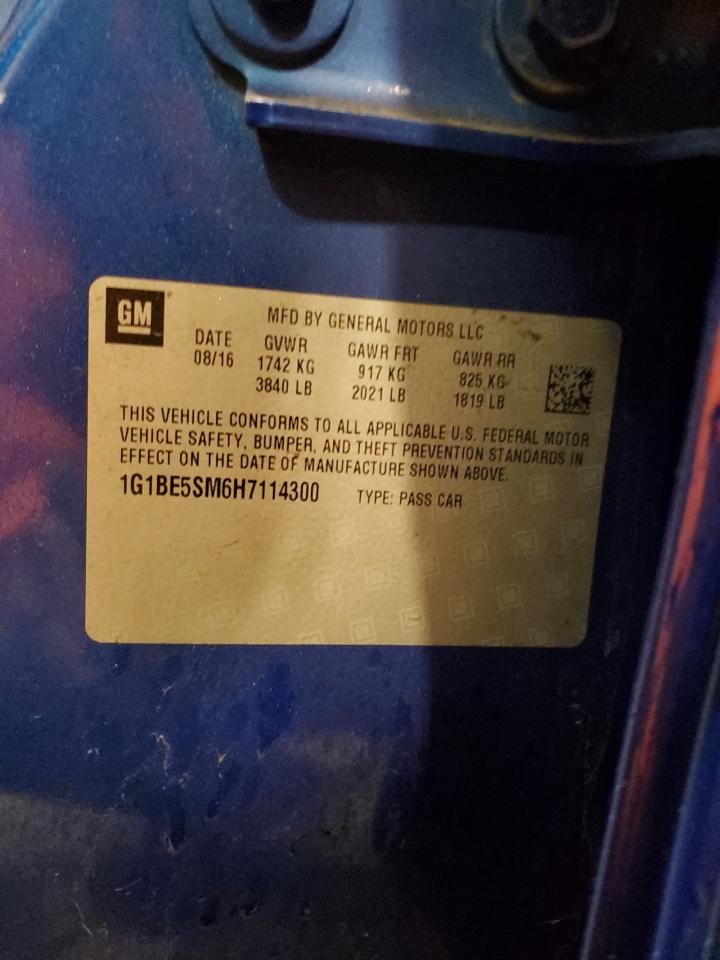 GM
MFD BY GENERAL MOTORS LLC
DATE GVWR GAWR FRT GAWR RR
08/16 1742 KG 917 KG 825 KG
3840 LB 2021 LB 1819 LB
THIS VEHICLE CONFORMS TO ALL APPLICABLE U.S. FEDERAL MOTOR
VEHICLE SAFETY, BUMPER, AND THEFT PREVENTION STANDARDS IN
EFFECT ON THE DATE OF MANUFACTURE SHOWN ABOVE.
1G1BE5SM6H7114300 TYPE: PASS CAR